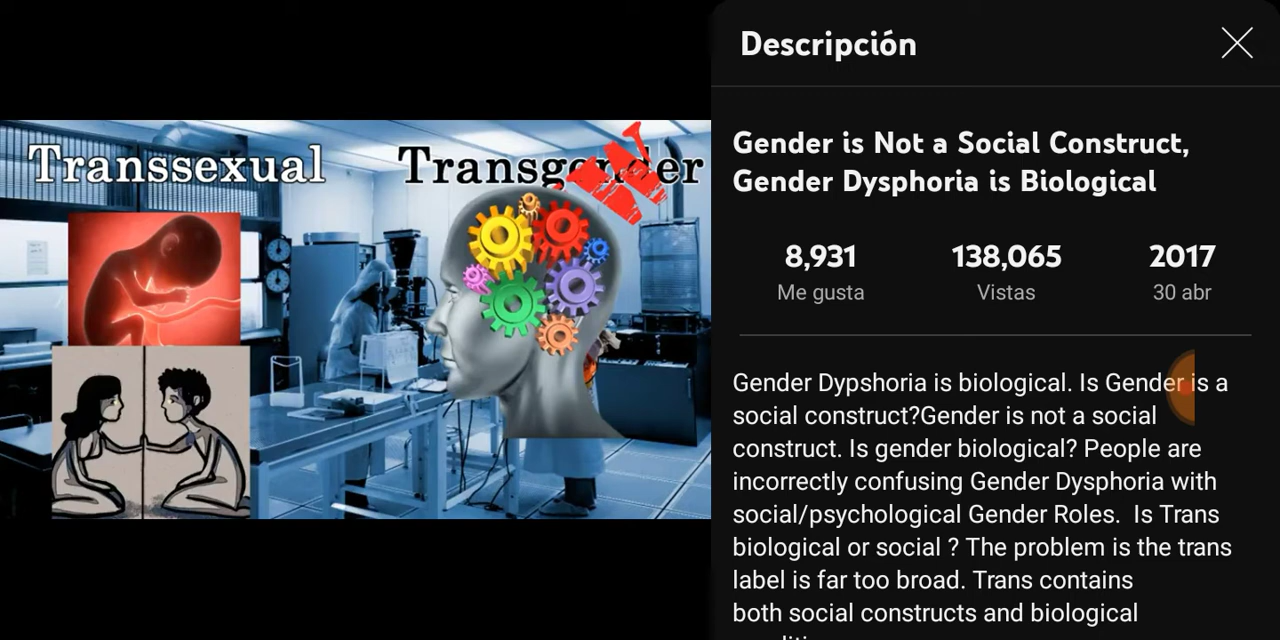 Transsexual
Transgender
Descripción
Gender is Not a Social Construct,
Gender Dysphoria is Biological
8,931
138,065
2017
Me gusta
Vistas
30 abr
Gender Dypshoria is biological. Is Gender is a
social construct?Gender is not a social
construct. Is gender biological? People are
incorrectly confusing Gender Dysphoria with
social/psychological Gender Roles.  Is Trans
biological or social ? The problem is the trans
label is far too broad. Trans contains
both social constructs and biological